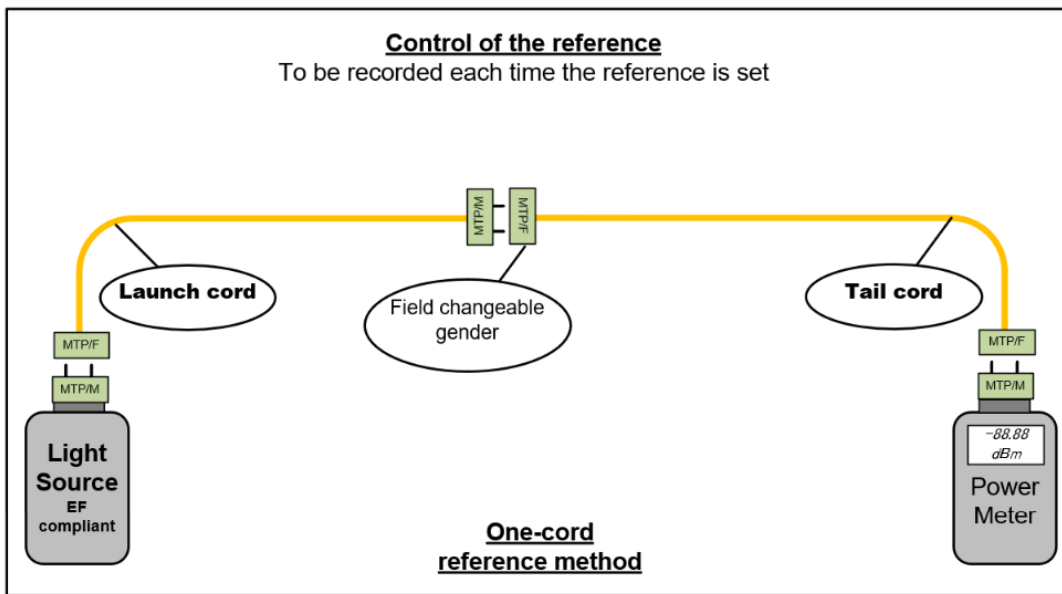 Control of the reference
To be recorded each time the reference is set
MTP/M
MTP/F
Launch cord
Field changeable
gender
Tail cord
MTP/F
MTP/M
MTP/F
MTP/M
Light
Source
EF
compliant
-88.88
dBm
Power
Meter
One-cord
reference method